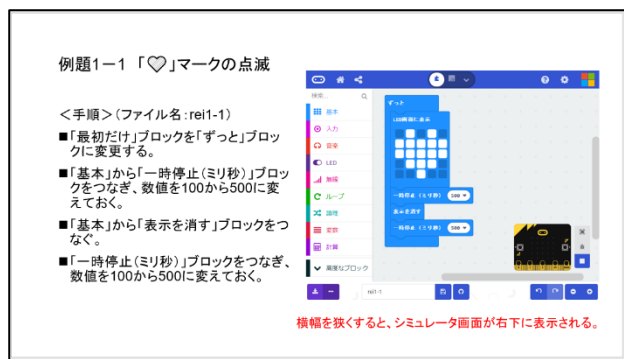 例題1－1 「♡」マークの点滅
＜手順＞(ファイル名:rei1-1)
■「最初だけ」ブロックを「ずっと」ブロッ
クに変更する。
■「基本」から「一時停止(ミリ秒)」ブロッ
クをつなぎ、数値を100から500に変
えておく。
■「基本」から「表示を消す」ブロックをつ
なぐ。
■「一時停止(ミリ秒)」ブロックをつなぎ、
数値を100から500に変えておく。
検索...
基本
入力
音楽
LED
無線
ループ
論理
変数
計算
高度なブロック
ずっと
LED画面に表示
一時停止 (ミリ秒) 500
表示を消す
一時停止 (ミリ秒) 500
rei1-1
横幅を狭くすると、シミュレータ画面が右下に表示される。